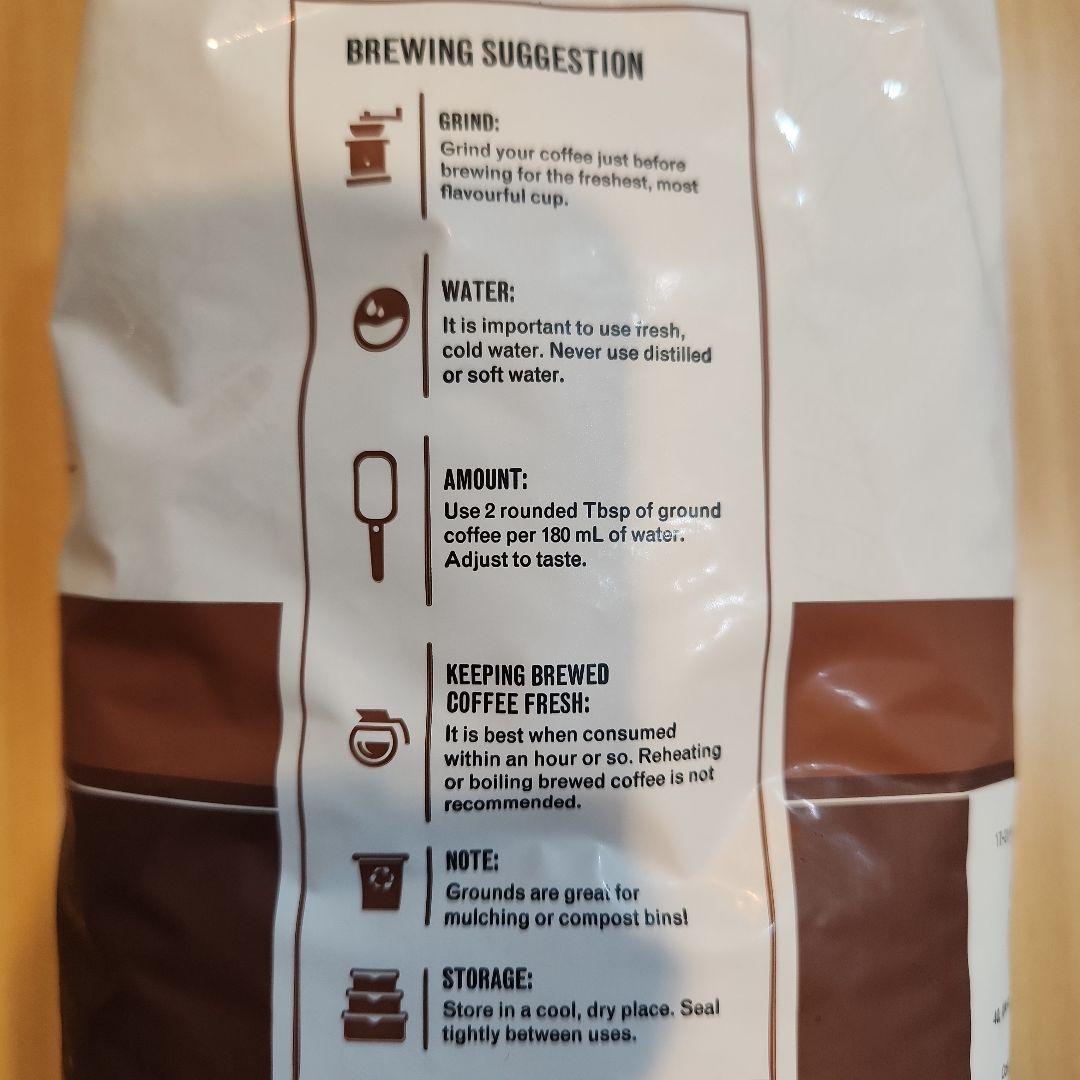 BREWING SUGGESTION
GRIND:
Grind your coffee just before
brewing for the freshest, most
flavourful cup.
WATER:
It is important to use fresh,
cold water. Never use distilled
or soft water.
AMOUNT:
Use 2 rounded Tbsp of ground
coffee per 180 mL of water.
Adjust to taste.
KEEPING BREWED
COFFEE FRESH:
It is best when consumed
within an hour or so. Reheating
or boiling brewed coffee is not
recommended.
NOTE:
Grounds are great for
mulching or compost bins!
STORAGE:
Store in a cool, dry place. Seal
tightly between uses.